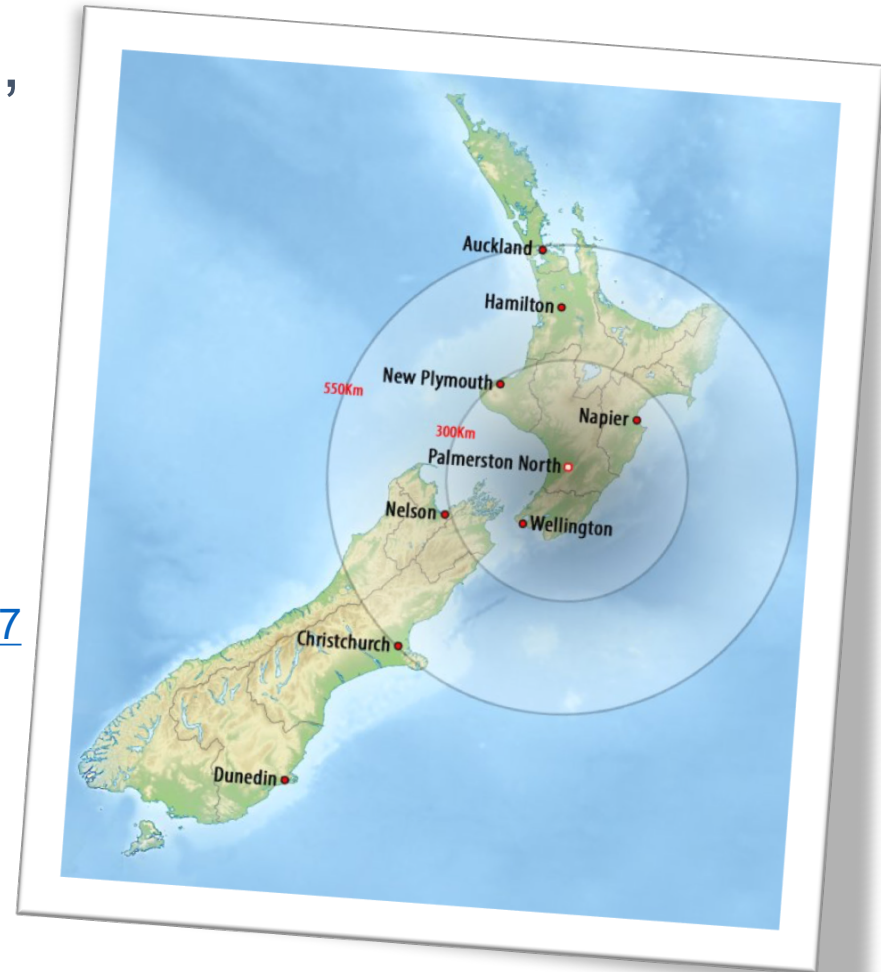 ,
Auckland
Hamilton
New Plymouth
550Km
Napier
300Km
Palmerston North
Nelson
Wellington
7
Christchurch
Dunedin